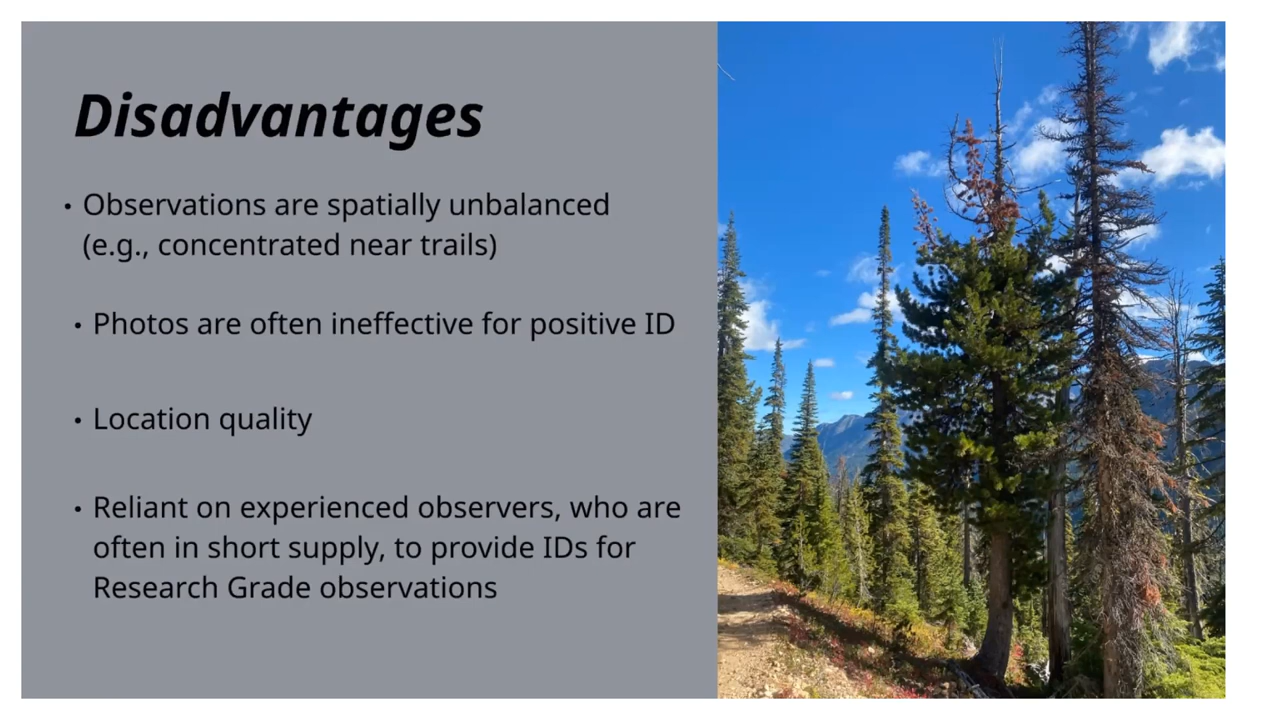 Disadvantages
• Observations are spatially unbalanced
(e.g., concentrated near trails)
• Photos are often ineffective for positive ID
• Location quality
• Reliant on experienced observers, who are
often in short supply, to provide IDs for
Research Grade observations